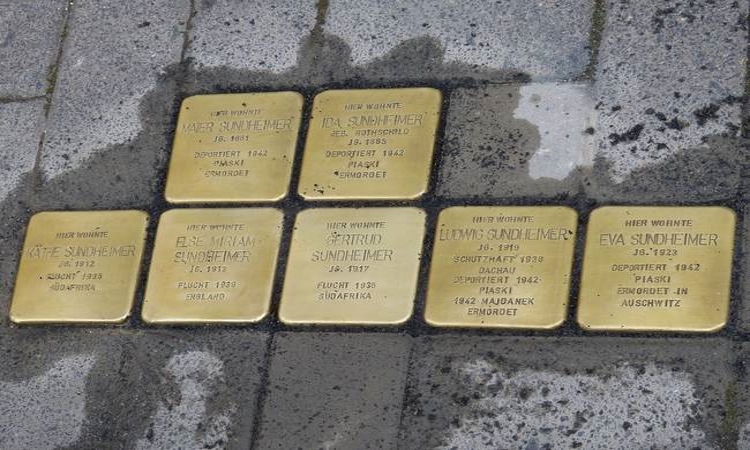 HIER WOHNTE
MAIER SUNDHEIMER
JG. 1881
DEPORTIERT 1942
PIASKI
ERMORDET
HIER WOHNTE
IDA SUNDHEIMER
GEB. ROTHSCHILD
JG. 1885
DEPORTIERT 1942
PIASKI
ERMORDET
HIER WOHNTE
KÄTHE SUNDHEIMER
JG. 1912
FLUCHT 1935
SÜDAFRIKA
HIER WOHNTE
ELSE MIRIAM
SUNDHEIMER
JG. 1913
FLUCHT 1939
ENGLAND
HIER WOHNTE
GERTRUD
SUNDHEIMER
JG. 1917
FLUCHT 1936
SÜDAFRIKA
HIER WOHNTE
LUDWIG SUNDHEIMER
JG. 1919
SCHUTZHAFT 1938
DACHAU
DEPORTIERT 1942
PIASKI
1942 MAJDANEK
ERMORDET
HIER WOHNTE
EVA SUNDHEIMER
JG. 1923
DEPORTIERT 1942
PIASKI
ERMORDET IN
AUSCHWITZ